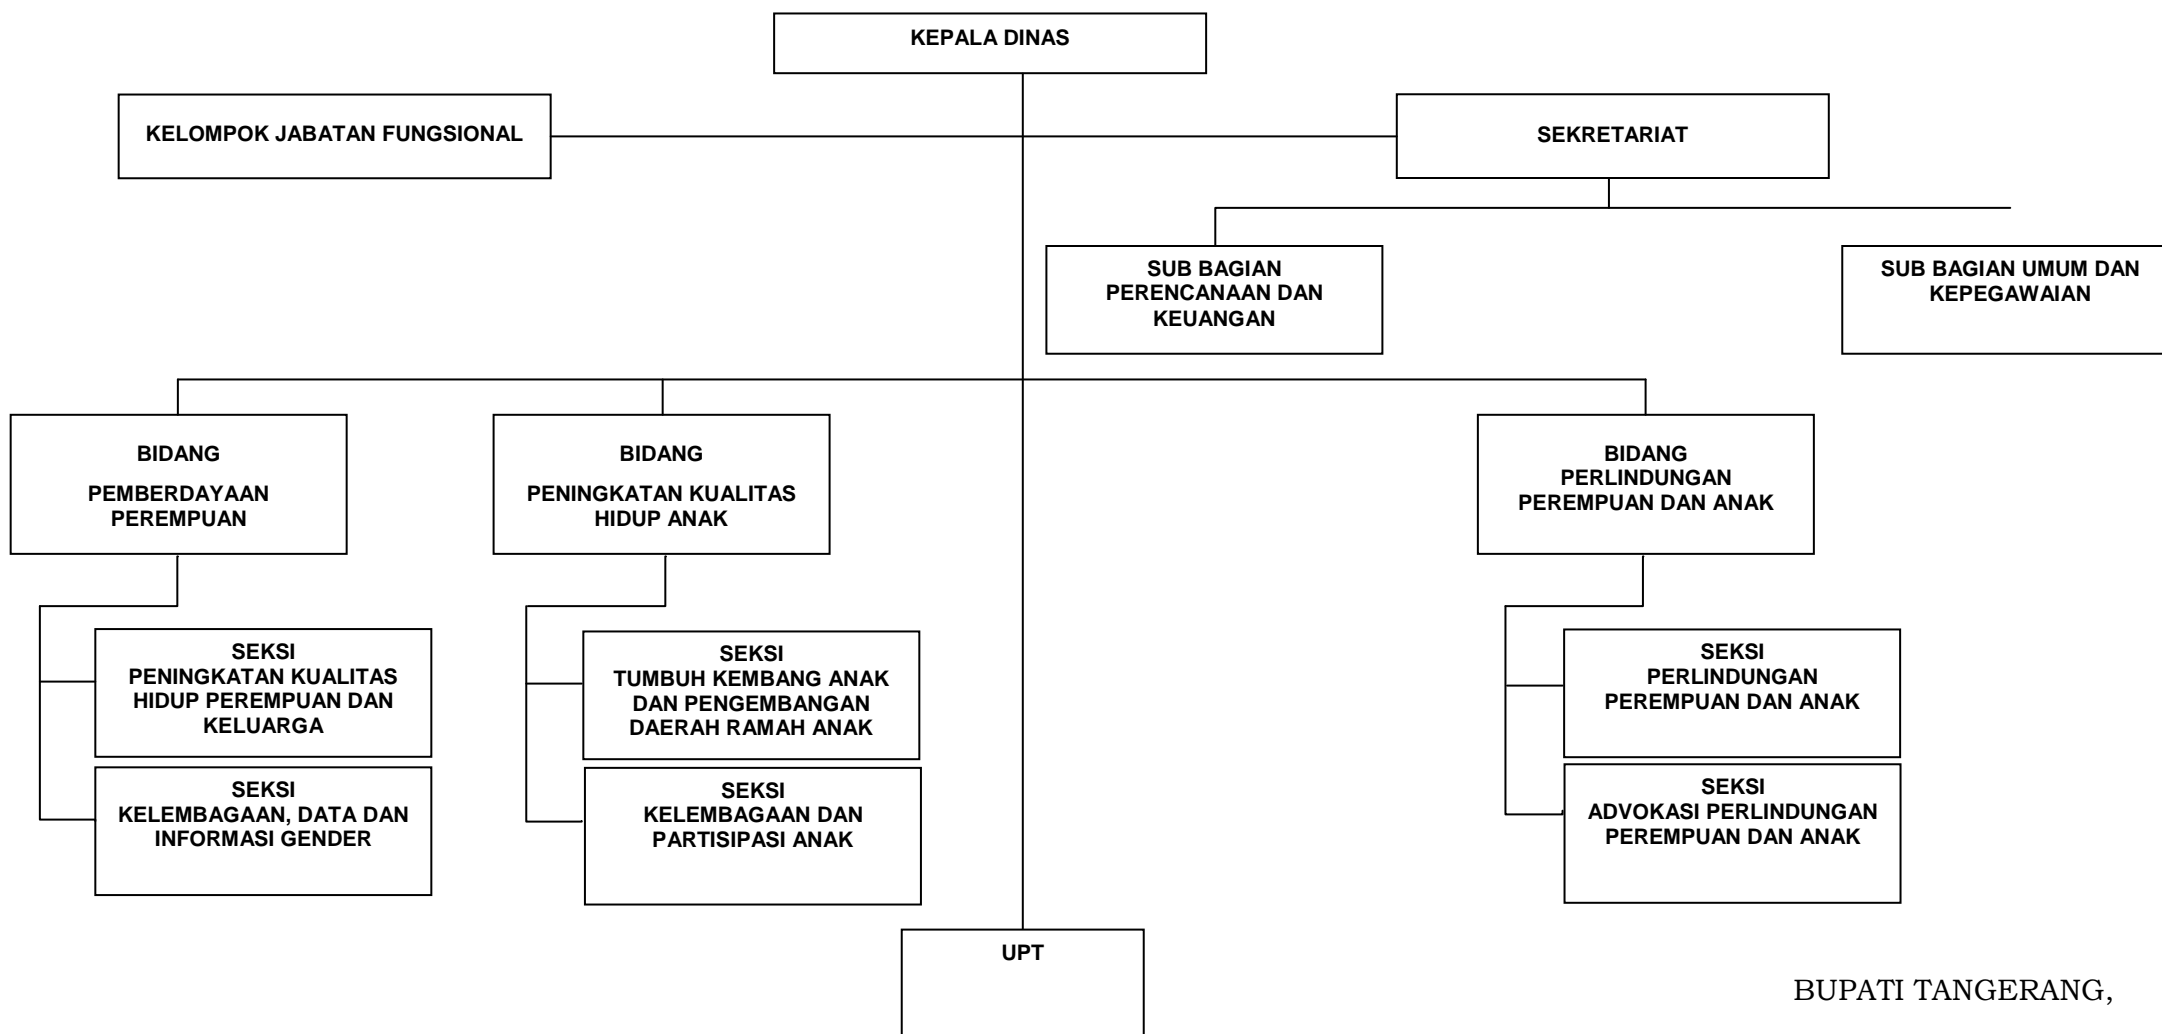 KEPALA DINAS
KELOMPOK JABATAN FUNGSIONAL
SEKRETARIAT
SUB BAGIAN
PERENCANAAN DAN
KEUANGAN
SUB BAGIAN UMUM DAN
KEPEGAWAIAN
BIDANG
PEMBERDAYAAN
PEREMPUAN
BIDANG
PENINGKATAN KUALITAS
HIDUP ANAK
BIDANG
PERLINDUNGAN
PEREMPUAN DAN ANAK
SEKSI
PENINGKATAN KUALITAS
HIDUP PEREMPUAN DAN
KELUARGA
SEKSI
TUMBUH KEMBANG ANAK
DAN PENGEMBANGAN
DAERAH RAMAH ANAK
SEKSI
PERLINDUNGAN
PEREMPUAN DAN ANAK
SEKSI
KELEMBAGAAN, DATA DAN
INFORMASI GENDER
SEKSI
KELEMBAGAAN DAN
PARTISIPASI ANAK
SEKSI
ADVOKASI PERLINDUNGAN
PEREMPUAN DAN ANAK
UPT
BUPATI TANGERANG,